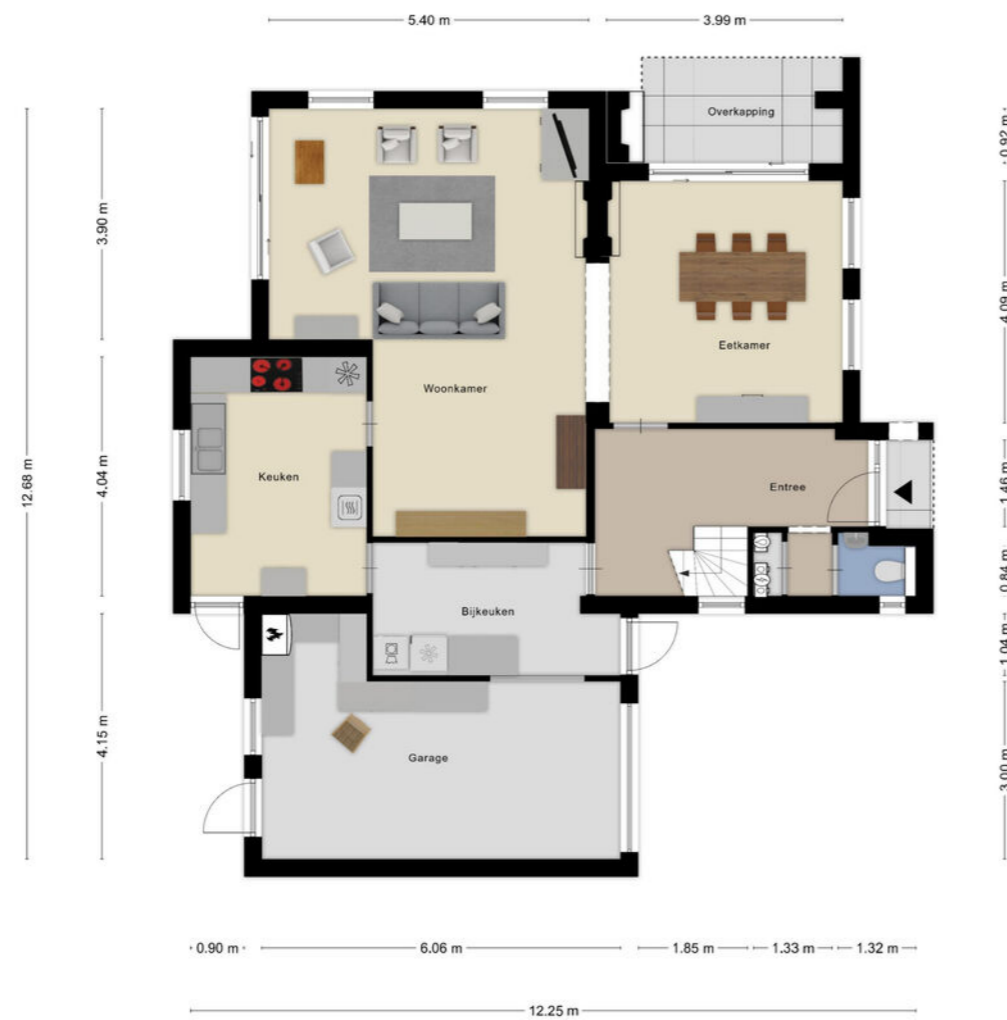 5.40 m
3.99 m
Overkapping
0.92 m
3.90 m
4.09 m
Eetkamer
Woonkamer
12.68 m
4.04 m
Keuken
Entree
1.46 m
0.84 m
Bijkeuken
1.04 m
4.15 m
Garage
3.00 m
0.90 m
6.06 m
1.85 m
1.33 m
1.32 m
12.25 m